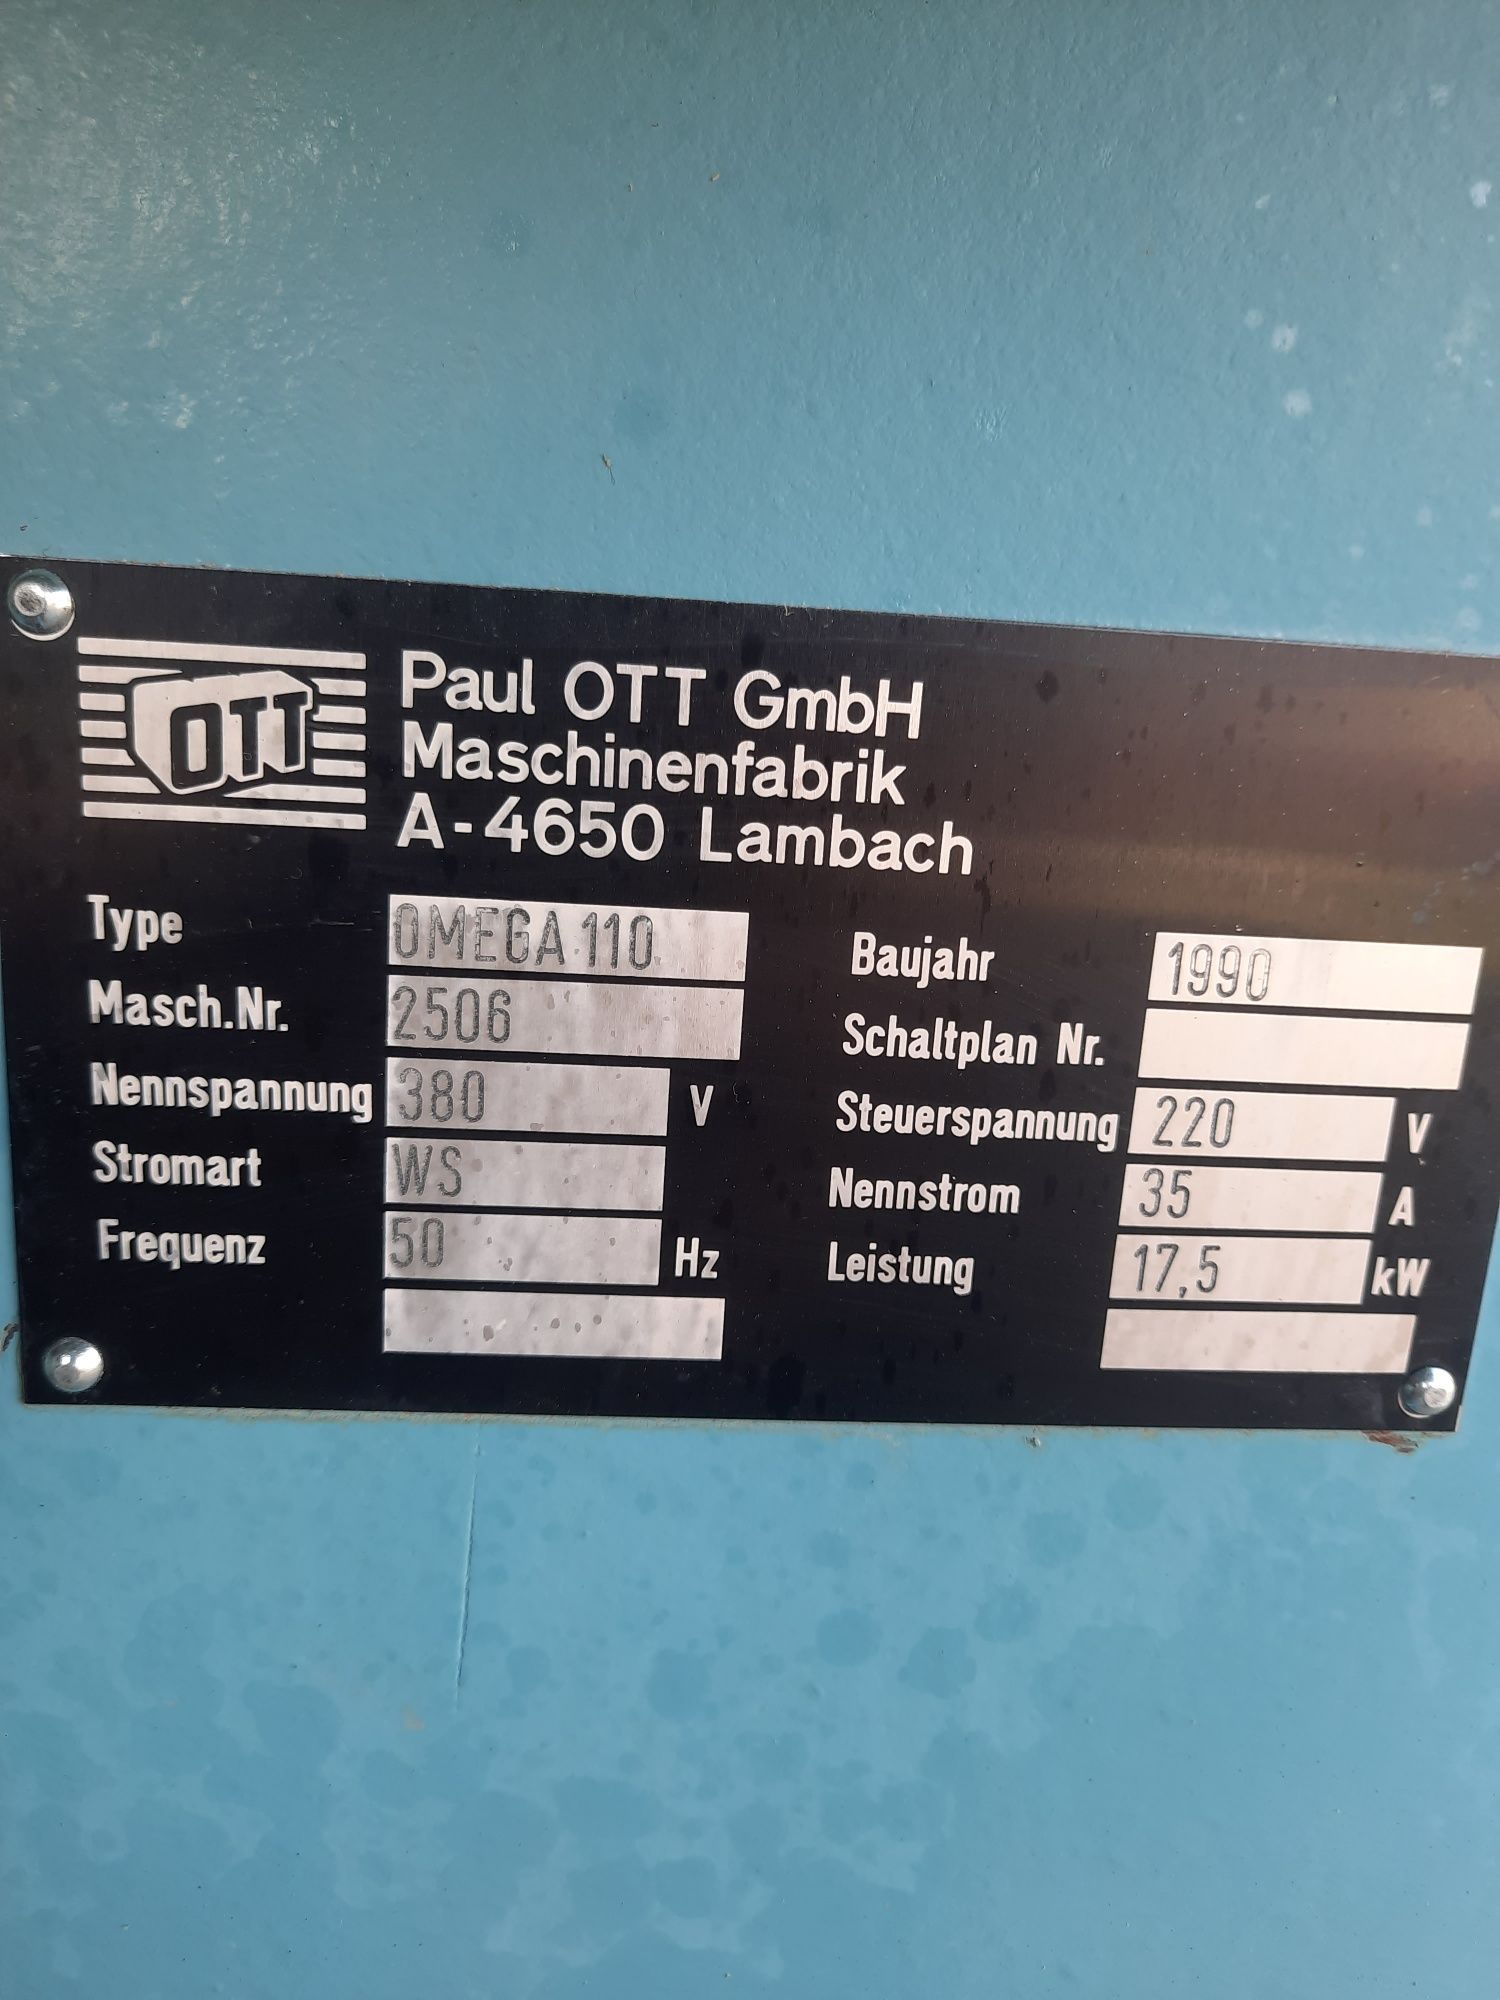 OTT
Paul OTT GmbH
Maschinenfabrik
A-4650 Lambach
Type OMEGA 110
Masch.Nr. 2506
Nennspannung 380 V
Stromart WS
Frequenz 50 Hz
Baujahr 1990
Schaltplan Nr.
Steuerspannung 220 V
Nennstrom 35 A
Leistung 17,5 kW